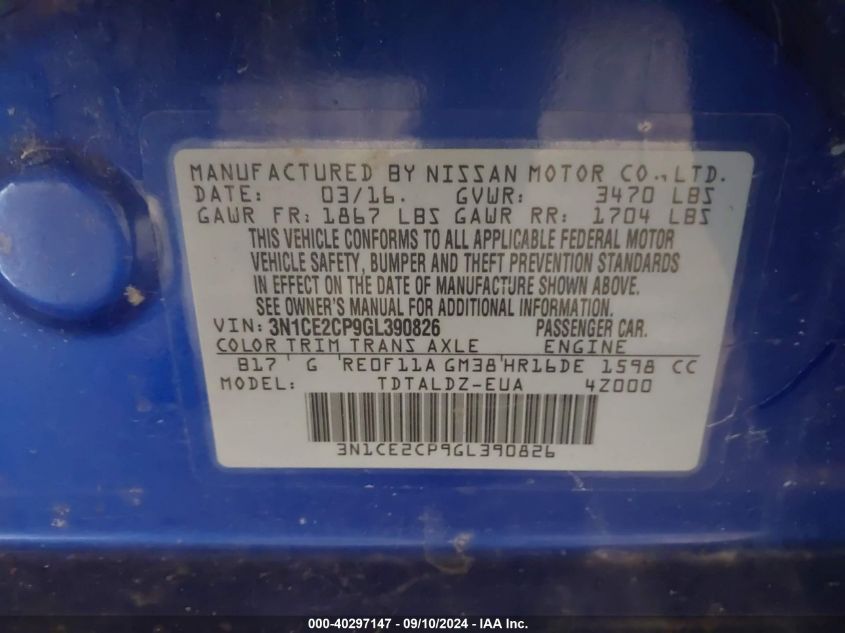 MANUFACTURED BY NISSAN MOTOR CO., LTD.
DATE: 03/16. GVWR: 3470 LBS
GAWR FR: 1867 LBS GAWR RR: 1704 LBS
THIS VEHICLE CONFORMS TO ALL APPLICABLE FEDERAL MOTOR
VEHICLE SAFETY, BUMPER AND THEFT PREVENTION STANDARDS
IN EFFECT ON THE DATE OF MANUFACTURE SHOWN ABOVE.
SEE OWNER'S MANUAL FOR ADDITIONAL INFORMATION.
VIN: 3N1CE2CP9GL390826 PASSENGER CAR.
COLOR TRIM TRANS AXLE ENGINE
B17 G RE0F11A GM38 HR16DE 1598 CC
MODEL: TDTALDZ-EUA 4Z000
3N1CE2CP9GL390826
000-40297147 - 09/10/2024 - IAA Inc.